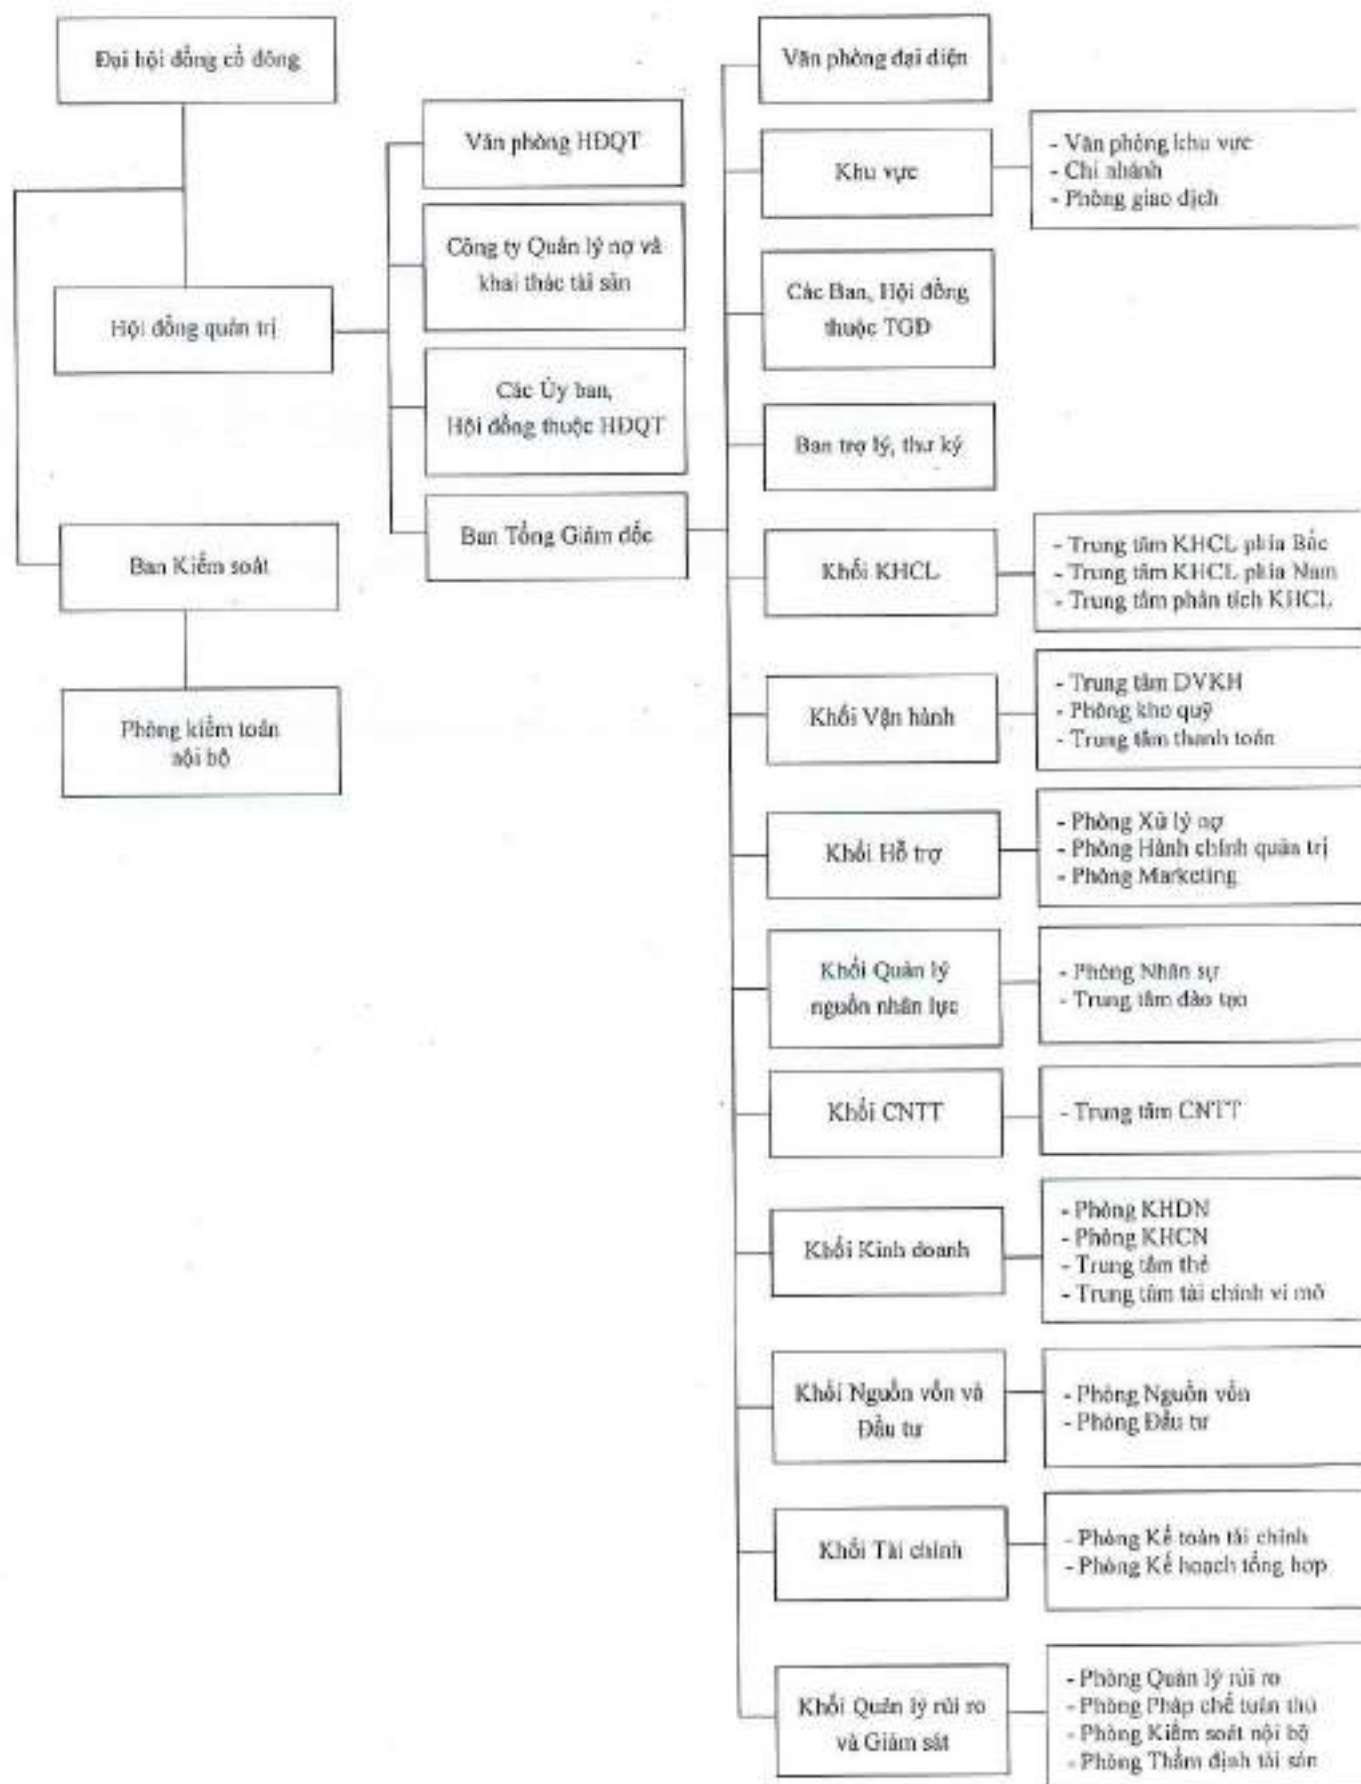 Đại hội đồng cổ đông
Hội đồng quản trị
Ban Kiểm soát
Phòng kiểm toán
nội bộ
Văn phòng HĐQT
Công ty Quản lý nợ và
khai thác tài sản
Các Ủy ban,
Hội đồng thuộc HĐQT
Ban Tổng Giám đốc
Văn phòng đại diện
Khu vực
- Văn phòng khu vực
- Chi nhánh
- Phòng giao dịch
Các Ban, Hội đồng
thuộc TGĐ
Ban trợ lý, thư ký
Khối KHCL
- Trung tâm KHCL phía Bắc
- Trung tâm KHCL phía Nam
- Trung tâm phân tích KHCL
Khối Vận hành
- Trung tâm DVKH
- Phòng kho quỹ
- Trung tâm thanh toán
Khối Hỗ trợ
- Phòng Xử lý nợ
- Phòng Hành chính quản trị
- Phòng Marketing
Khối Quản lý
nguồn nhân lực
- Phòng Nhân sự
- Trung tâm đào tạo
Khối CNTT
- Trung tâm CNTT
Khối Kinh doanh
- Phòng KHDN
- Phòng KHCN
- Trung tâm thẻ
- Trung tâm tài chính vi mô
Khối Nguồn vốn và
Đầu tư
- Phòng Nguồn vốn
- Phòng Đầu tư
Khối Tài chính
- Phòng Kế toán tài chính
- Phòng Kế hoạch tổng hợp
Khối Quản lý rủi ro
và Giám sát
- Phòng Quản lý rủi ro
- Phòng Pháp chế tuân thủ
- Phòng Kiểm soát nội bộ
- Phòng Thẩm định tài sản